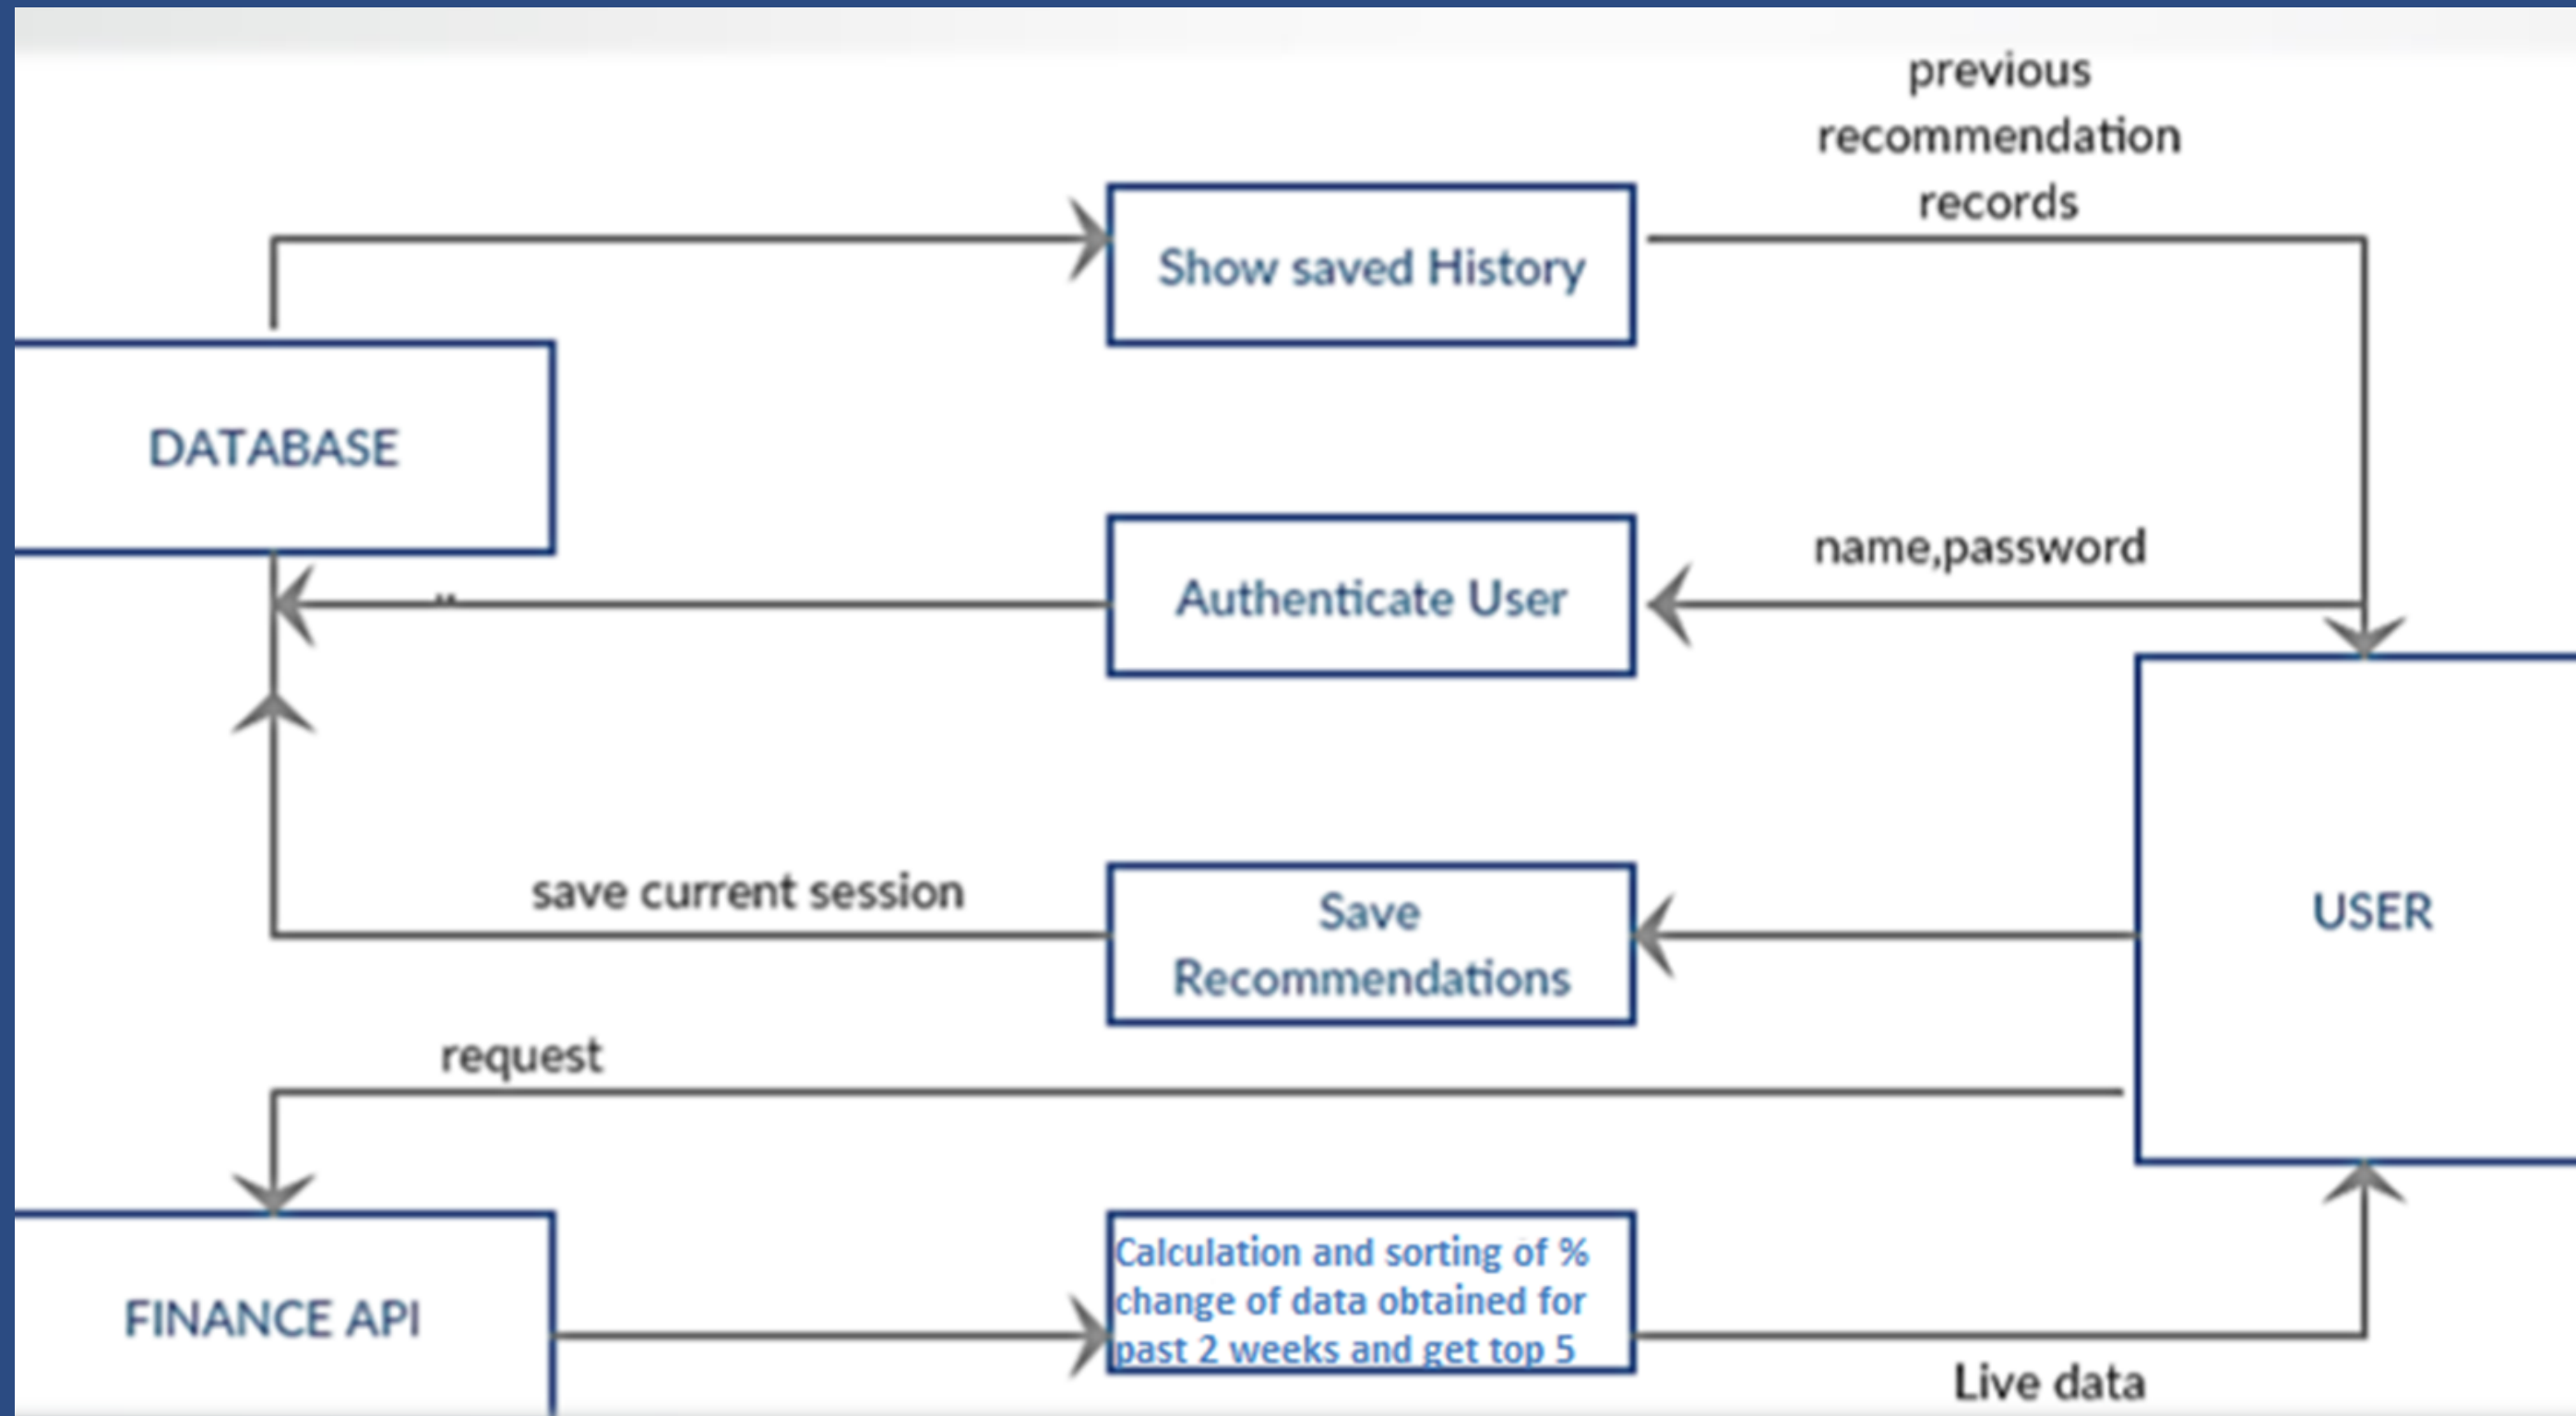 previous
recommendation
records
Show saved History
DATABASE
name,password
Authenticate User
save current session
Save
Recommendations
USER
request
FINANCE API
Calculation and sorting of %
change of data obtained for
past 2 weeks and get top 5
Live data